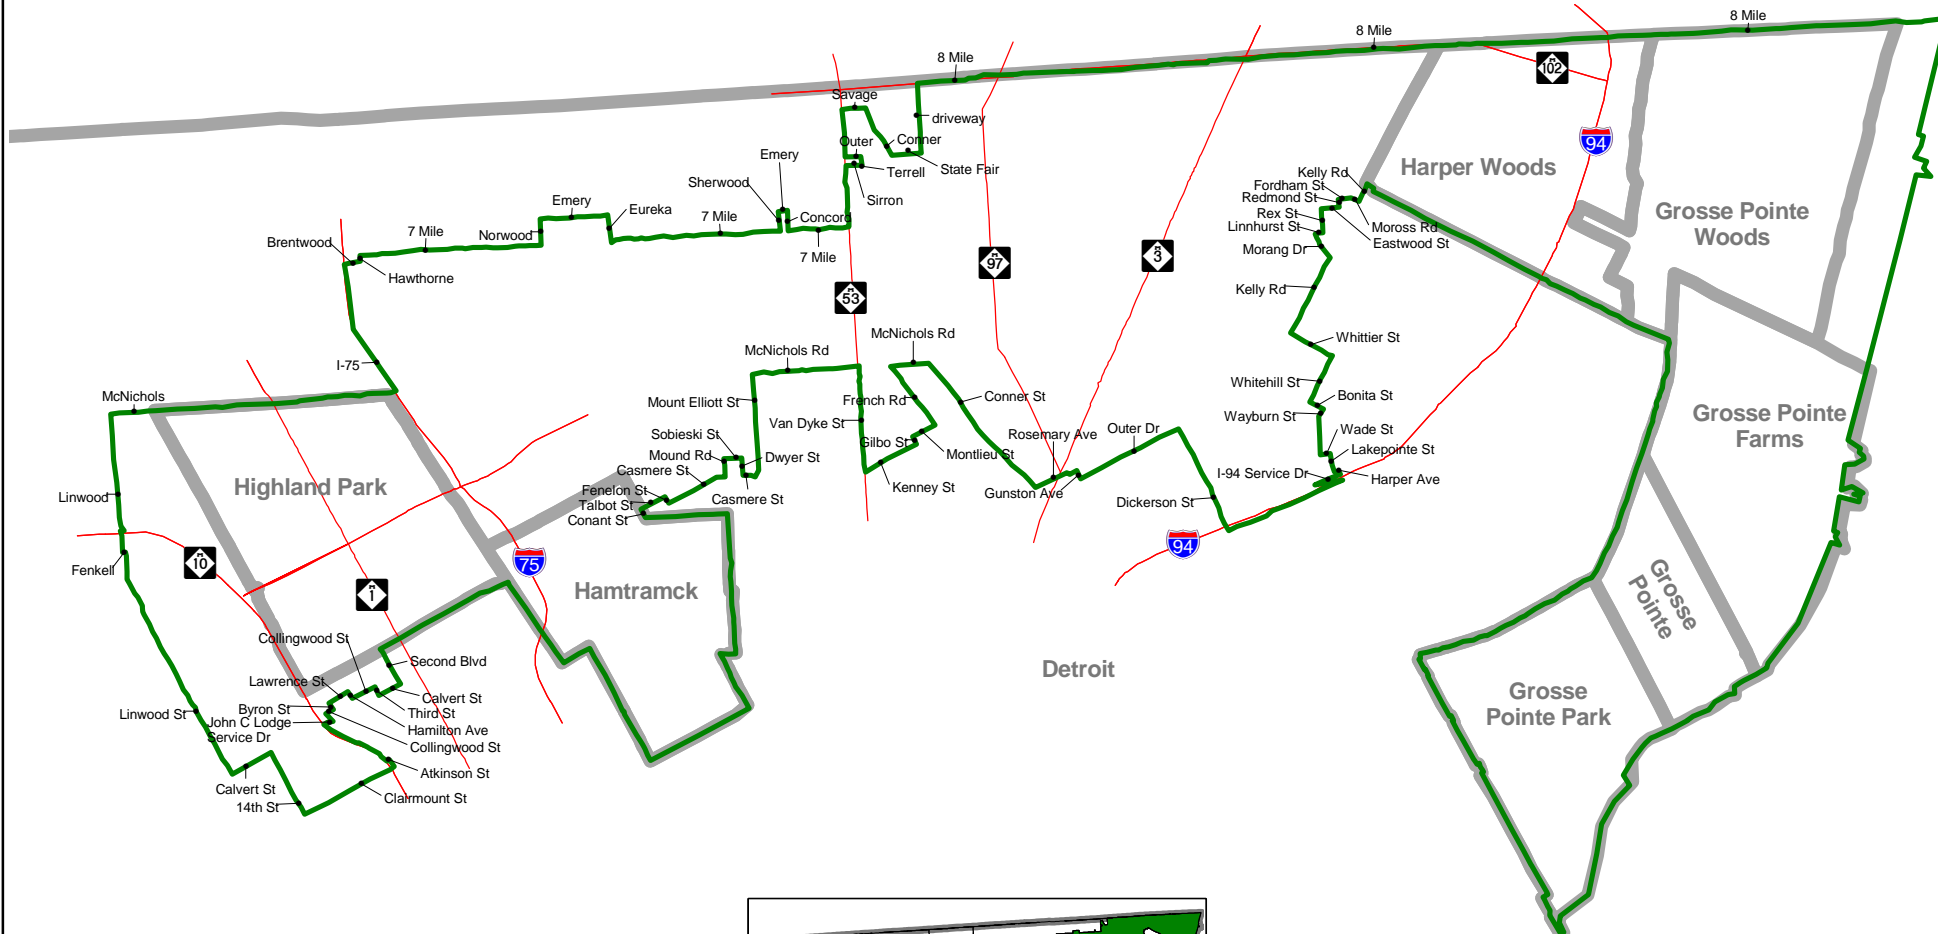 8 Mile
8 Mile
8 Mile
M
102
Savage
driveway
Outer
Conner
State Fair
Terrell
Sirron
94
Harper Woods
Emery
Sherwood
Concord
Emery
Eureka
7 Mile
Norwood
7 Mile
Brentwood
Hawthorne
7 Mile
Kelly Rd
Fordham St
Redmond St
Rex St
Linnhurst St
Moross Rd
Eastwood St
Morang Dr
Grosse Pointe
Woods
M
97
M
3
M
53
Kelly Rd
Whittier St
McNichols Rd
McNichols Rd
I-75
McNichols
Mount Elliott St
French Rd
Conner St
Van Dyke St
Whitehill St
Bonita St
Wayburn St
Grosse Pointe
Farms
Sobieski St
Mound Rd
Casmere St
Dwyer St
Gilbo St
Montlieu St
Rosemary Ave
Outer Dr
Wade St
Lakepointe St
I-94 Service Dr
Harper Ave
Highland Park
Linwood
Fenelon St
Talbot St
Conant St
Casmere St
Kenney St
Gunston Ave
Dickerson St
94
M
10
75
Fenkell
M
1
Hamtramck
Grosse
Pointe
Collingwood St
Second Blvd
Detroit
Lawrence St
Calvert St
Byron St
Third St
John C Lodge
Service Dr
Hamilton Ave
Collingwood St
Linwood St
Grosse
Pointe Park
Atkinson St
Calvert St
14th St
Clairmount St